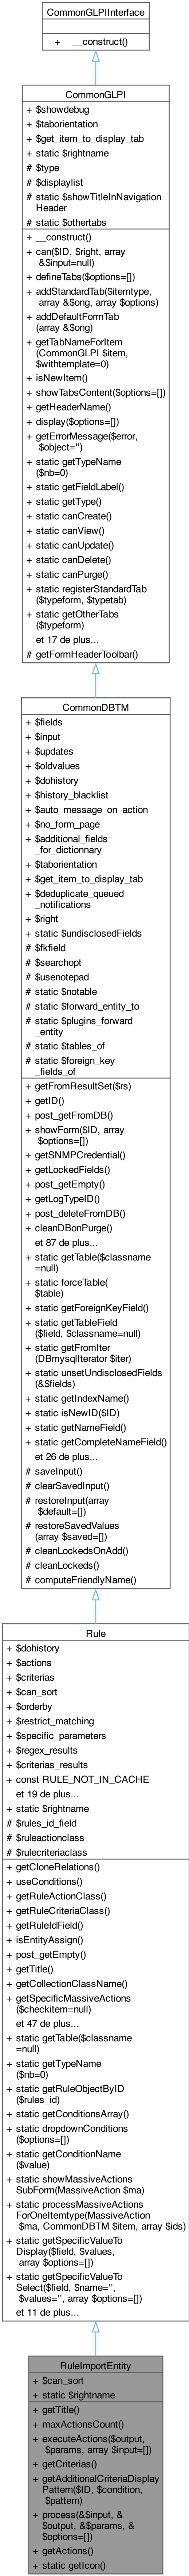 CommonGLPIInterface
+ __construct()
CommonGLPI
+ $showdebug
+ $taborientation
+ $get_item_to_display_tab
+ static $rightname
# $type
# $displaylist
# static $showTitleInNavigation
Header
# static $othertabs
+ __construct()
+ can($ID, $right, array
&$input=null)
+ defineTabs($options=[])
+ addStandardTab($itemtype,
array &$ong, array $options)
+ addDefaultFormTab
(array &$ong)
+ getTabNameForItem
(CommonGLPI $item,
$withtemplate=0)
+ isNewItem()
+ showTabsContent($options=[])
+ getHeaderName()
+ display($options=[])
+ getErrorMessage($error,
$object='')
+ static getTypeName
($nb=0)
+ static getFieldLabel()
+ static getType()
+ static canCreate()
+ static canView()
+ static canUpdate()
+ static canDelete()
+ static canPurge()
+ static registerStandardTab
($typeform, $typetab)
+ static getOtherTabs
($typeform)
et 17 de plus...
# getFormHeaderToolbar()
CommonDBTM
+ $fields
+ $input
+ $updates
+ $oldvalues
+ $dohistory
+ $history_blacklist
+ $auto_message_on_action
+ $no_form_page
+ $additional_fields
_for_dictionnary
+ $taborientation
+ $get_item_to_display_tab
+ $deduplicate_queued
_notifications
+ $right
+ static $undisclosedFields
# $fkfield
# $searchopt
# $usenotepad
# static $notable
# static $forward_entity_to
# static $plugins_forward
_entity
# static $tables_of
# static $foreign_key
_fields_of
+ getFromResultSet($rs)
+ getID()
+ post_getFromDB()
+ showForm($ID, array
$options=[])
+ getSNMPCredential()
+ getLockedFields()
+ post_getEmpty()
+ getLogTypeID()
+ post_deleteFromDB()
+ cleanDBonPurge()
et 87 de plus...
+ static getTable($classname
=null)
+ static forceTable(
$table)
+ static getForeignKeyField()
+ static getTableField
($field, $classname=null)
+ static getFromIter
(DBmysqlIterator $iter)
+ static unsetUndisclosedFields
(&$fields)
+ static getIndexName()
+ static isNewID($ID)
+ static getNameField()
+ static getCompleteNameField()
et 26 de plus...
# saveInput()
# clearSavedInput()
# restoreInput(array
$default=[])
# restoreSavedValues
(array $saved=[])
# cleanLockedsOnAdd()
# cleanLockeds()
# computeFriendlyName()
Rule
+ $dohistory
+ $actions
+ $criterias
+ $can_sort
+ $orderby
+ $restrict_matching
+ $specific_parameters
+ $regex_results
+ $criterias_results
+ const RULE_NOT_IN_CACHE
et 19 de plus...
+ static $rightname
# $rules_id_field
# $ruleactionclass
# $rulecriteriaclass
+ getCloneRelations()
+ useConditions()
+ getRuleActionClass()
+ getRuleCriteriaClass()
+ getRuleIdField()
+ isEntityAssign()
+ post_getEmpty()
+ getTitle()
+ getCollectionClassName()
+ getSpecificMassiveActions
($checkitem=null)
et 47 de plus...
+ static getTable($classname
=null)
+ static getTypeName
($nb=0)
+ static getRuleObjectByID
($rules_id)
+ static getConditionsArray()
+ static dropdownConditions
($options=[])
+ static getConditionName
($value)
+ static showMassiveActions
SubForm(MassiveAction $ma)
+ static processMassiveActions
ForOneItemtype(MassiveAction
$ma, CommonDBTM $item, array $ids)
+ static getSpecificValueTo
Display($field, $values,
array $options=[])
+ static getSpecificValueTo
Select($field, $name='',
$values='', array $options=[])
et 11 de plus...
RuleImportEntity
+ $can_sort
+ static $rightname
+ getTitle()
+ maxActionsCount()
+ executeActions($output,
$params, array $input=[])
+ getCriterias()
+ getAdditionalCriteriaDisplay
Pattern($ID, $condition,
$pattern)
+ process(&$input, &
$output, &$params, &
$options=[])
+ getActions()
+ static getIcon()